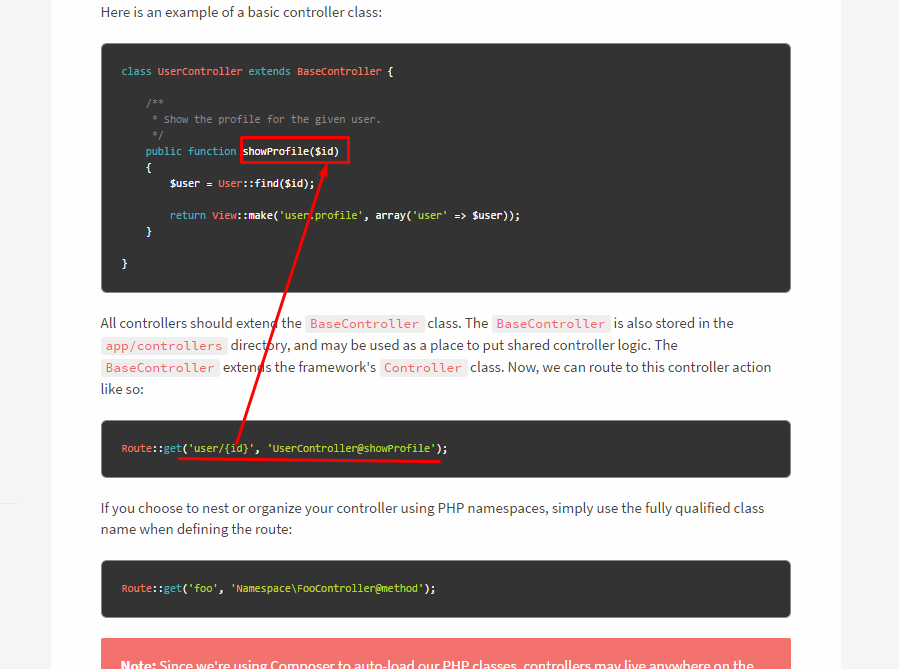 Here is an example of a basic controller class:
class UserController extends BaseController {
/**
* Show the profile for the given user.
*/
public function showProfile($id)
{
$user = User::find($id);
return View::make('user.profile', array('user' => $user));
}
}
All controllers should extend the BaseController class. The BaseController is also stored in the
app/controllers directory, and may be used as a place to put shared controller logic. The
BaseController extends the framework's Controller class. Now, we can route to this controller action
like so:
Route::get('user/{id}', 'UserController@showProfile');
If you choose to nest or organize your controller using PHP namespaces, simply use the fully qualified class
name when defining the route:
Route::get('foo', 'Namespace\FooController@method');
Note: Since we're using Composer to auto-load our PHP classes, controllers may live anywhere on the